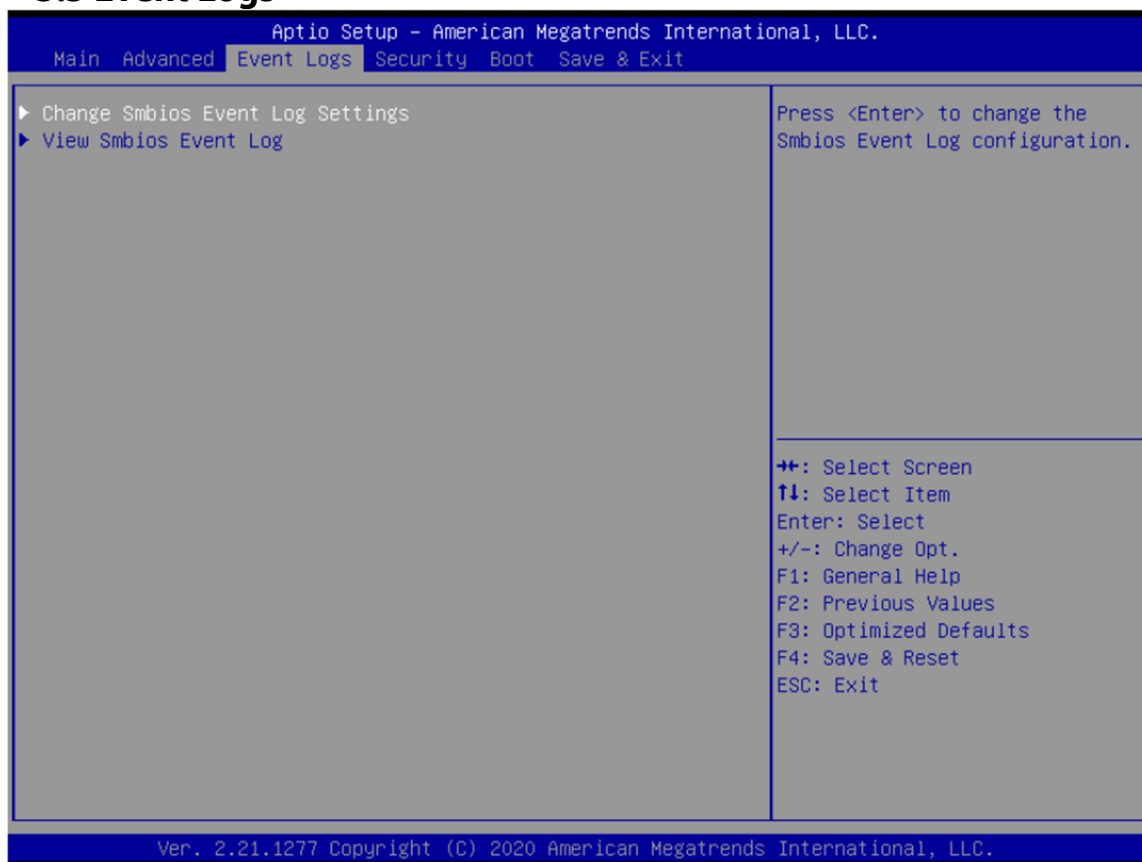 Event Logs
Aptio Setup – American Megatrends International, LLC.
Main Advanced Event Logs Security Boot Save & Exit
▶ Change Smbios Event Log Settings
▶ View Smbios Event Log
Press <Enter> to change the
Smbios Event Log configuration.
→←: Select Screen
↑↓: Select Item
Enter: Select
+/-: Change Opt.
F1: General Help
F2: Previous Values
F3: Optimized Defaults
F4: Save & Reset
ESC: Exit
Ver. 2.21.1277 Copyright (C) 2020 American Megatrends International, LLC.